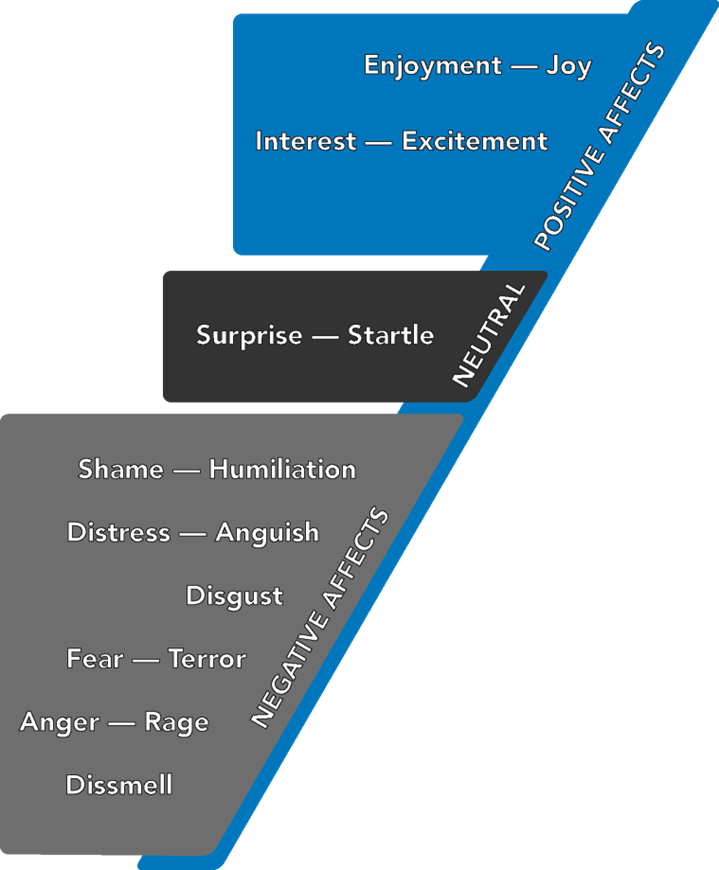 Enjoyment — Joy
Interest — Excitement
POSITIVE AFFECTS
Surprise — Startle
NEUTRAL
Shame — Humiliation
Distress — Anguish
Disgust
Fear — Terror
Anger — Rage
Dissmell
NEGATIVE AFFECTS